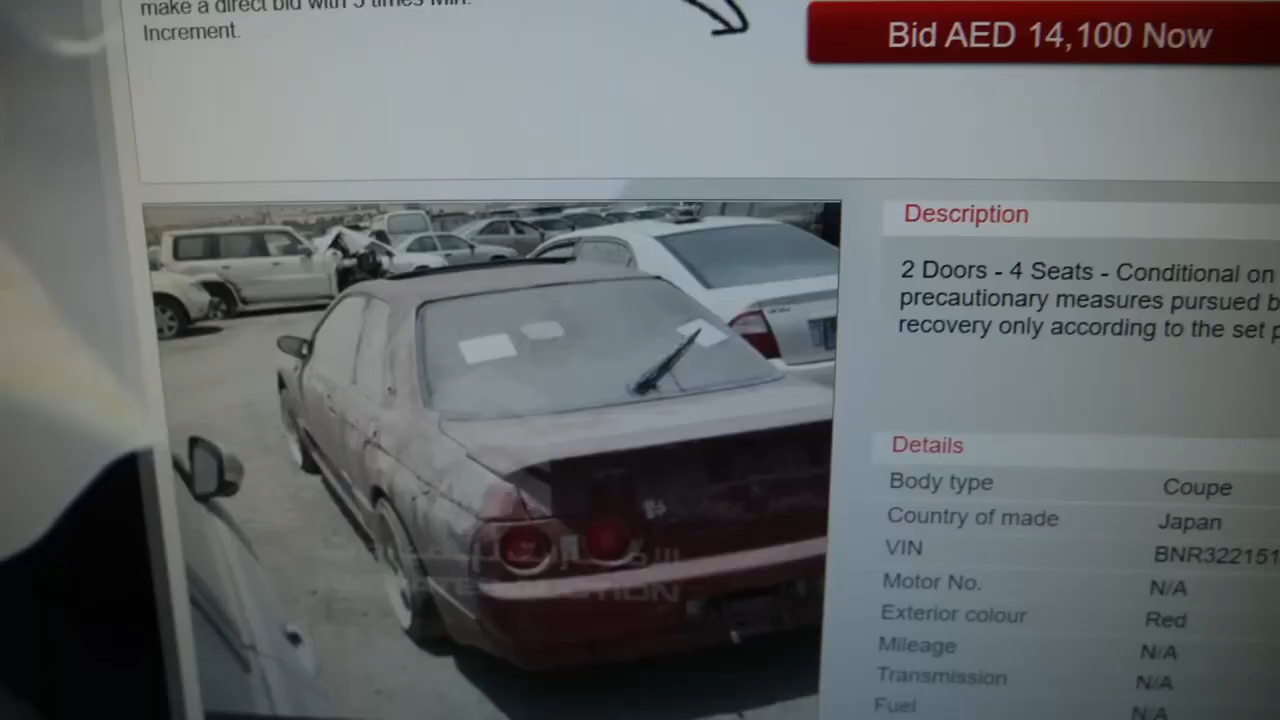 make a direct bid with 5 times Min.
Increment.
Bid AED 14,100 Now
Description
2 Doors - 4 Seats - Conditional on
precautionary measures pursued
recovery only according to the set
Details
Body type Coupe
Country of made Japan
VIN BNR322151
Motor No. N/A
Exterior colour Red
Mileage N/A
Transmission N/A
Fuel N/A